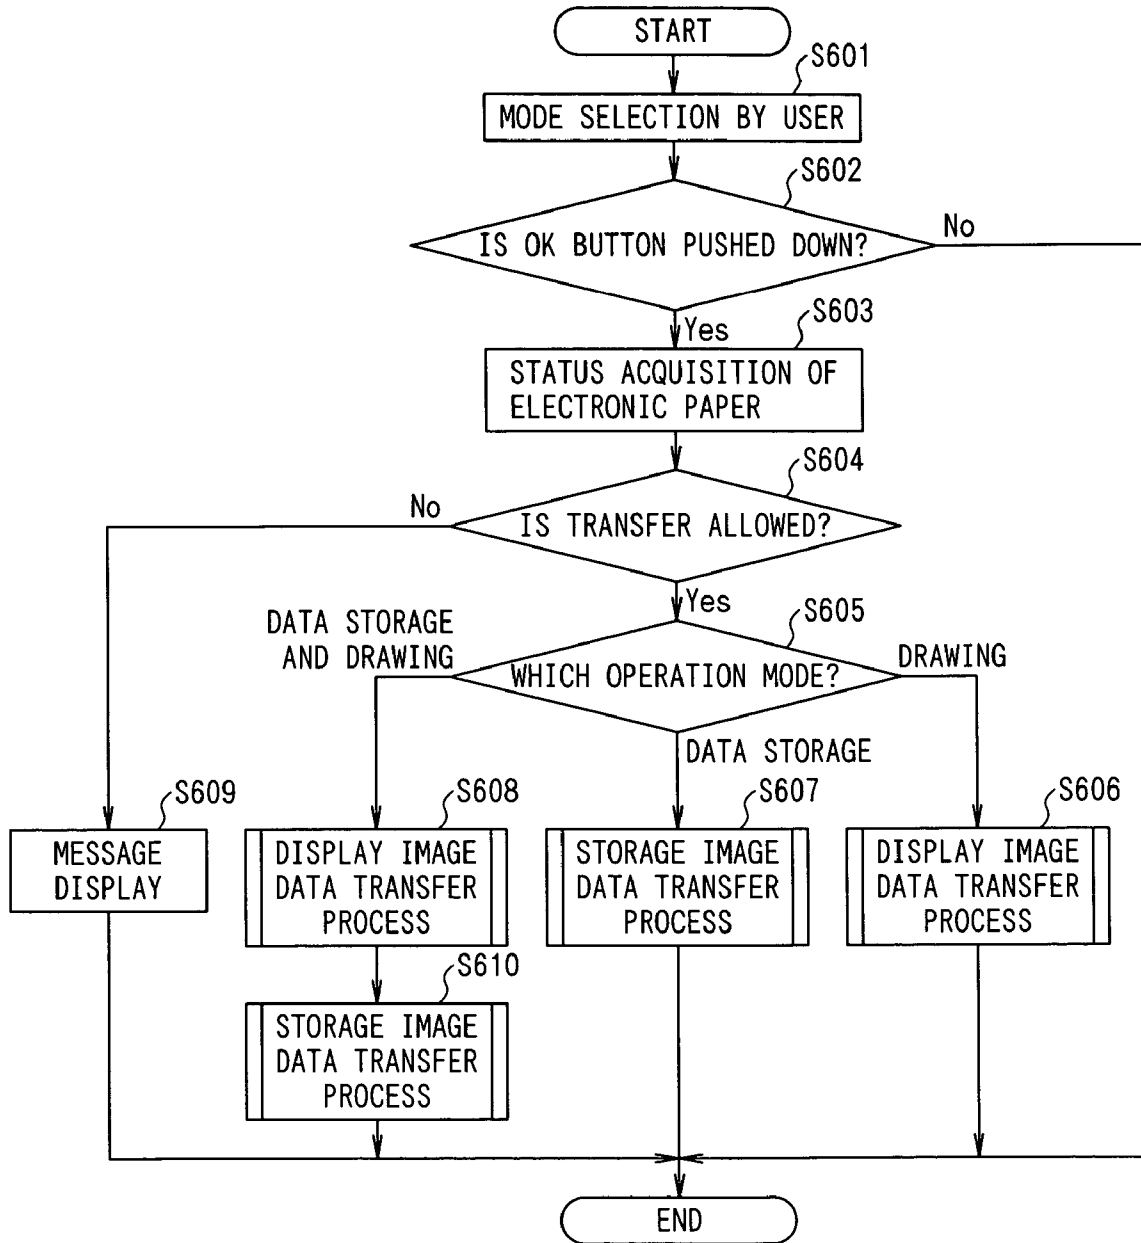 START
S601
MODE SELECTION BY USER
S602
IS OK BUTTON PUSHED DOWN?
No
Yes
S603
STATUS ACQUISITION OF
ELECTRONIC PAPER
S604
No
IS TRANSFER ALLOWED?
Yes
S605
DATA STORAGE
AND DRAWING
WHICH OPERATION MODE?
DRAWING
DATA STORAGE
S609
MESSAGE
DISPLAY
S608
DISPLAY IMAGE
DATA TRANSFER
PROCESS
S607
STORAGE IMAGE
DATA TRANSFER
PROCESS
S606
DISPLAY IMAGE
DATA TRANSFER
PROCESS
S610
STORAGE IMAGE
DATA TRANSFER
PROCESS
END